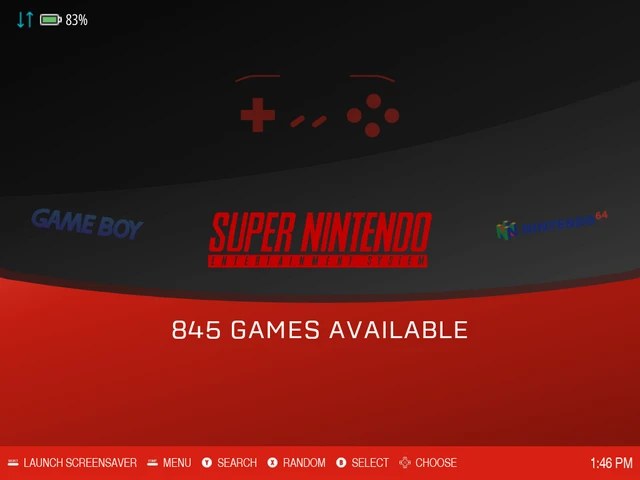 83%
GAME BOY
SUPER NINTENDO
ENTERTAINMENT SYSTEM
NINTENDO 64
845 GAMES AVAILABLE
LAUNCH SCREENSAVER MENU Y SEARCH X RANDOM B SELECT CHOOSE 1:46 PM